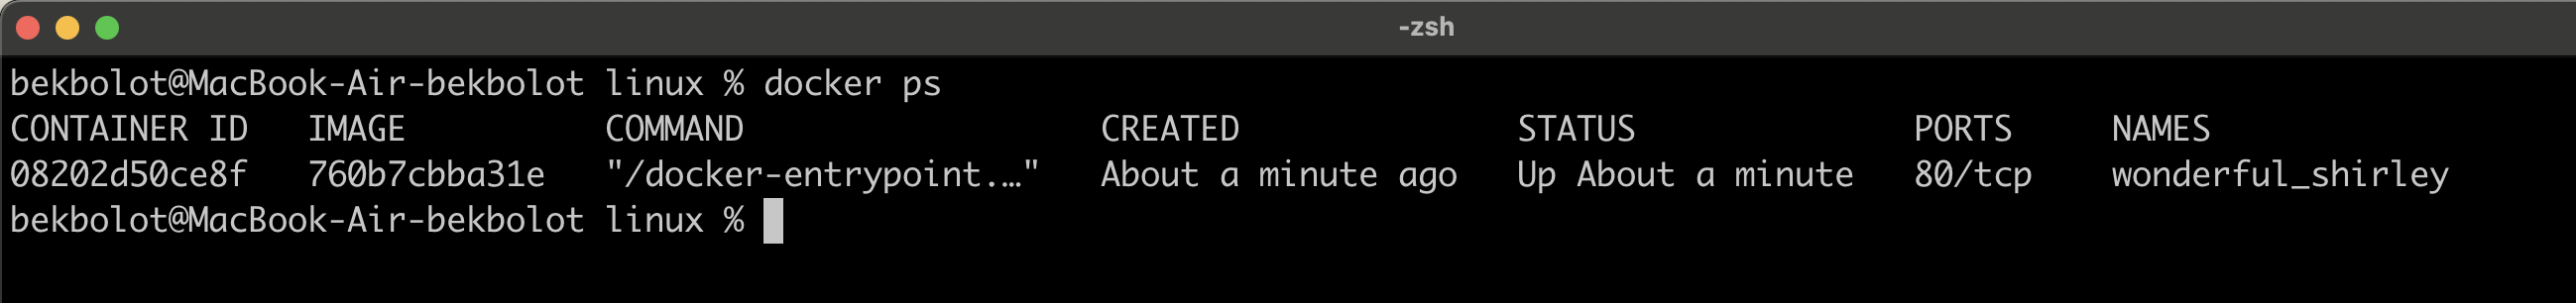 -zsh
bekbolot@MacBook-Air-bekbolot linux % docker ps
CONTAINER ID   IMAGE          COMMAND                  CREATED              STATUS              PORTS     NAMES
08202d50ce8f   760b7cbba31e   "/docker-entrypoint.…"   About a minute ago   Up About a minute   80/tcp    wonderful_shirley
bekbolot@MacBook-Air-bekbolot linux %